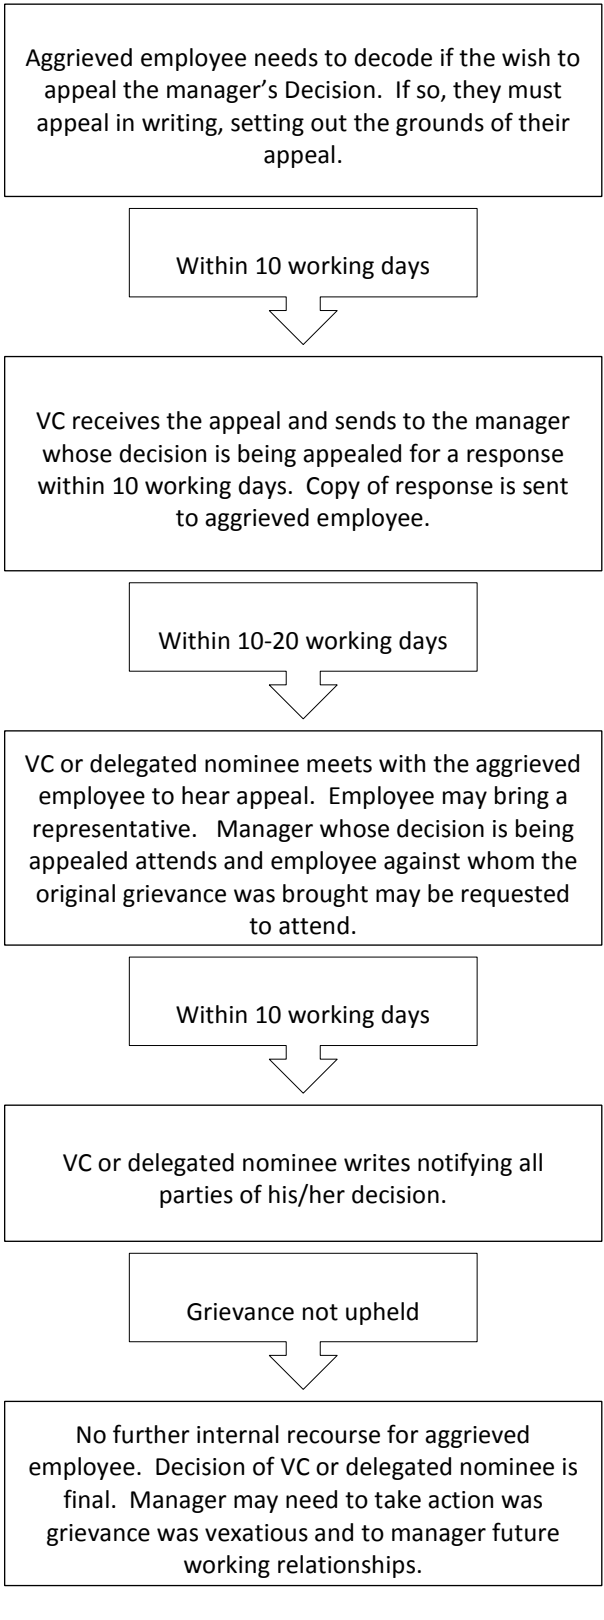 Aggrieved employee needs to decode if the wish to
appeal the manager’s Decision.  If so, they must
appeal in writing, setting out the grounds of their
appeal.
Within 10 working days
VC receives the appeal and sends to the manager
whose decision is being appealed for a response
within 10 working days.  Copy of response is sent
to aggrieved employee.
Within 10-20 working days
VC or delegated nominee meets with the aggrieved
employee to hear appeal.  Employee may bring a
representative.   Manager whose decision is being
appealed attends and employee against whom the
original grievance was brought may be requested
to attend.
Within 10 working days
VC or delegated nominee writes notifying all
parties of his/her decision.
Grievance not upheld
No further internal recourse for aggrieved
employee.  Decision of VC or delegated nominee is
final.  Manager may need to take action was
grievance was vexatious and to manager future
working relationships.